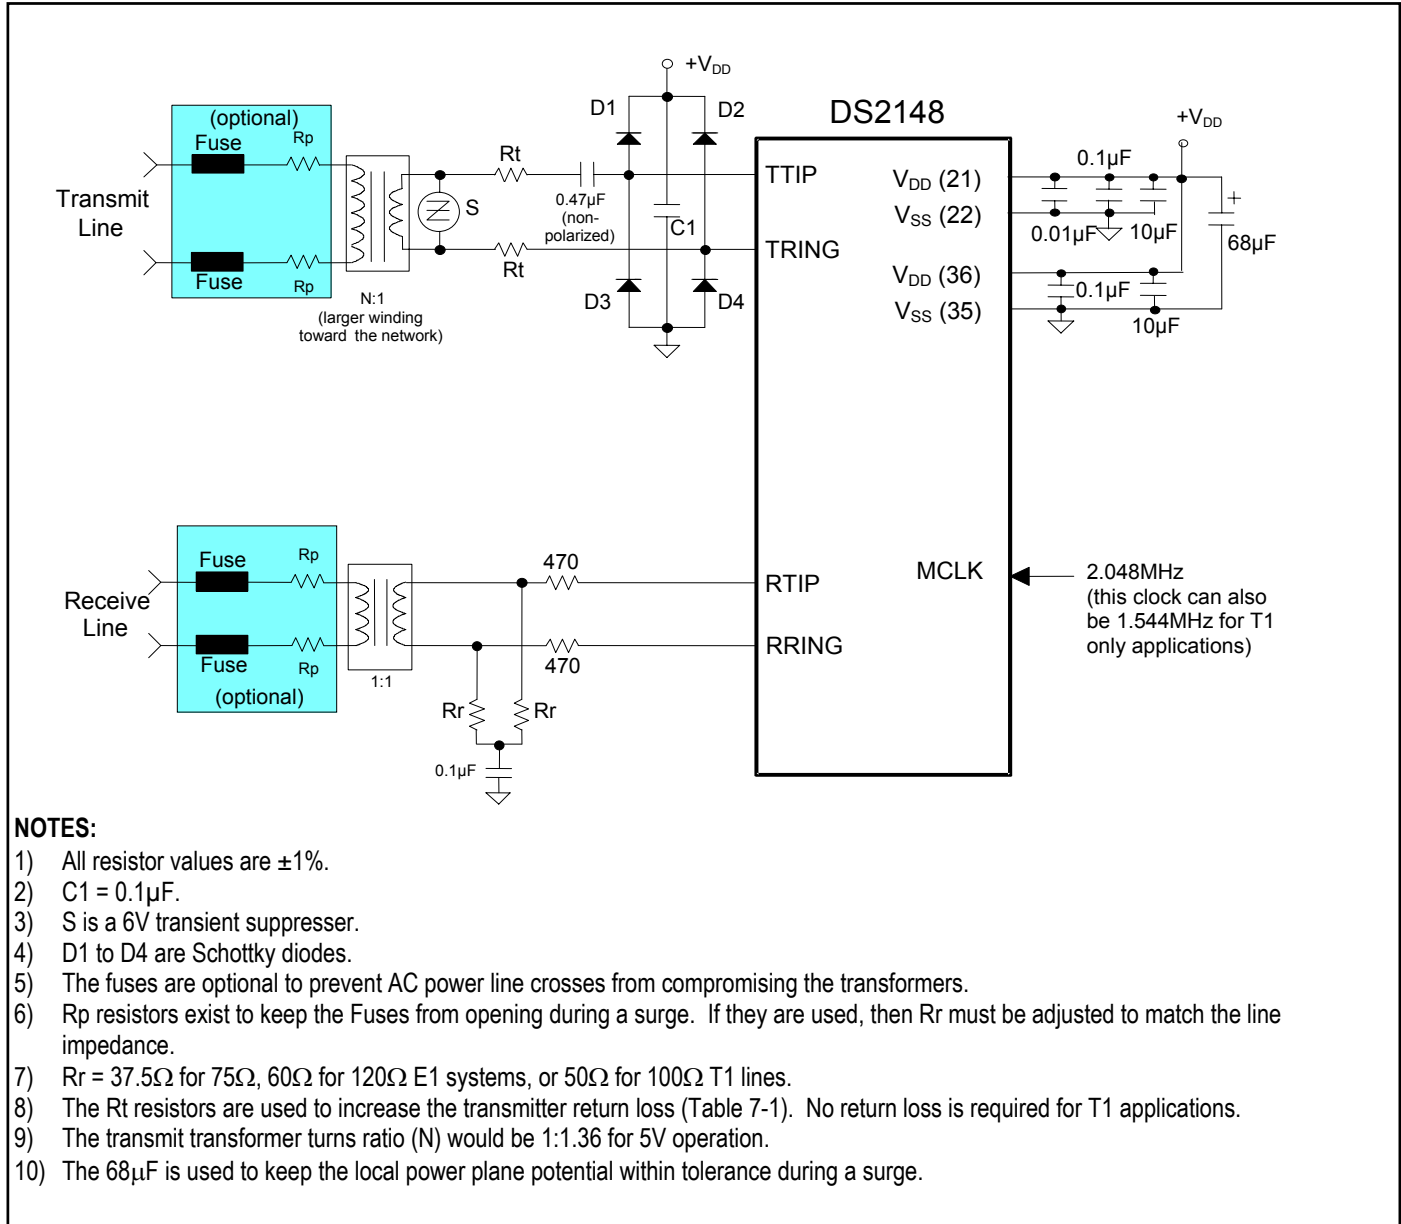 +VDD
(optional)
Fuse
Rp
D1
D2
DS2148
+VDD
Rt
0.1µF
TTIP
VDD (21)
Transmit
Line
S
0.47µF
(non-
polarized)
C1
VSS (22)
+
0.01µF
10µF
68µF
TRING
Fuse
Rp
Rt
VDD (36)
N:1
(larger winding
toward the network)
D3
D4
0.1µF
VSS (35)
10µF
Fuse
Rp
470
RTIP
MCLK
2.048MHz
(this clock can also
be 1.544MHz for T1
only applications)
Receive
Line
RRING
Fuse
Rp
470
(optional)
1:1
Rr
Rr
0.1µF
NOTES:
1) All resistor values are ±1%.
2) C1 = 0.1µF.
3) S is a 6V transient suppresser.
4) D1 to D4 are Schottky diodes.
5) The fuses are optional to prevent AC power line crosses from compromising the transformers.
6) Rp resistors exist to keep the Fuses from opening during a surge. If they are used, then Rr must be adjusted to match the line
impedance.
7) Rr = 37.5Ω for 75Ω, 60Ω for 120Ω E1 systems, or 50Ω for 100Ω T1 lines.
8) The Rt resistors are used to increase the transmitter return loss (Table 7-1). No return loss is required for T1 applications.
9) The transmit transformer turns ratio (N) would be 1:1.36 for 5V operation.
10) The 68µF is used to keep the local power plane potential within tolerance during a surge.